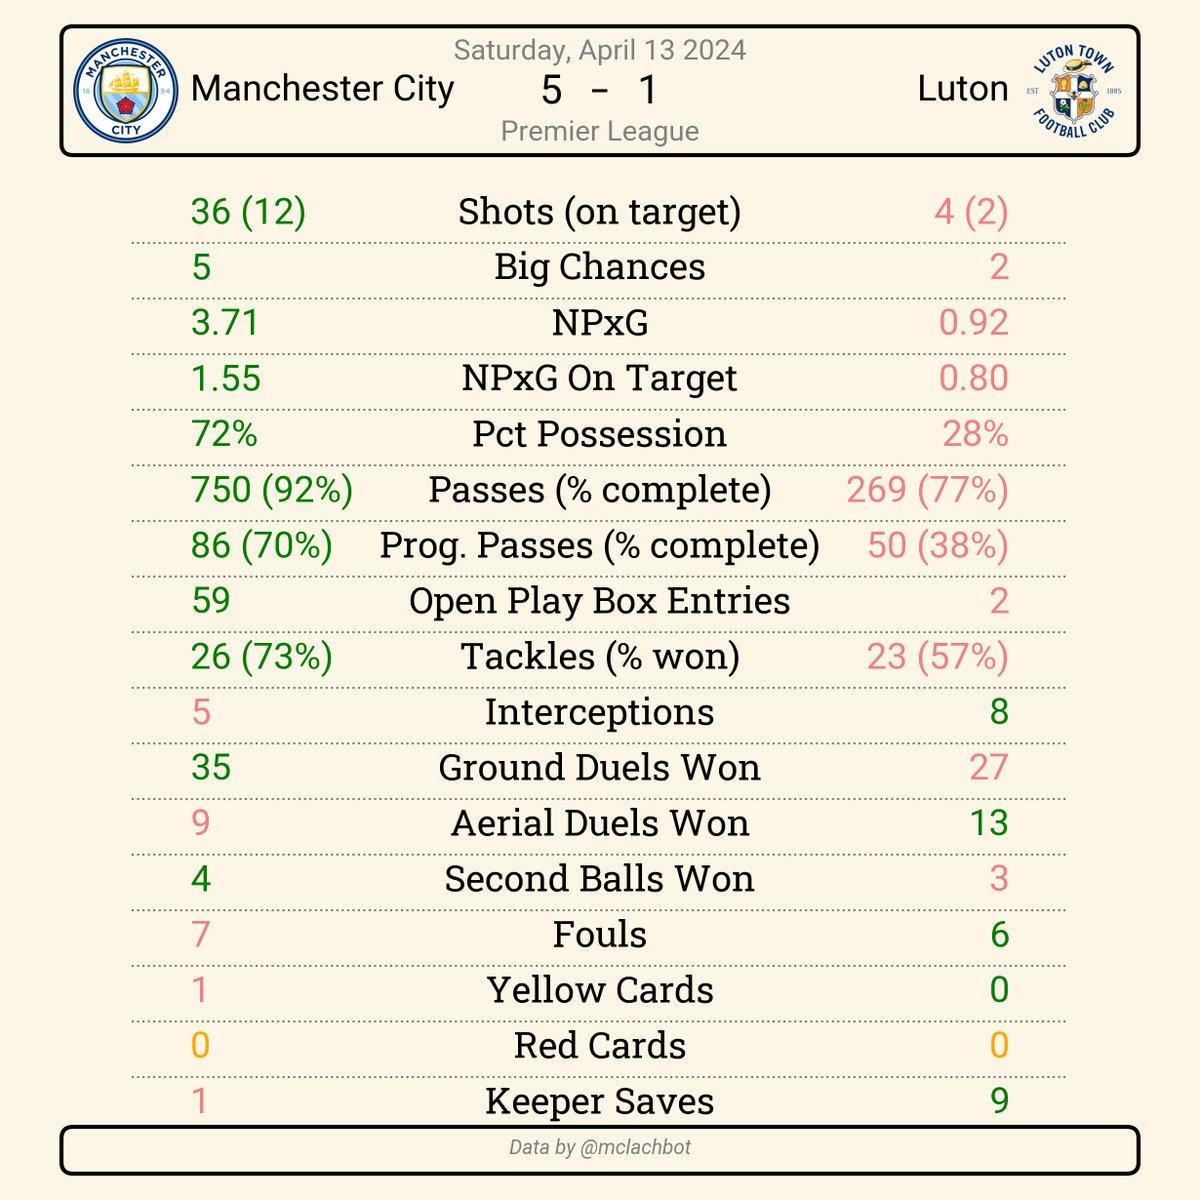 Saturday, April 13 2024
MANCHESTER
18 94
CITY
Manchester City 5 - 1 Luton
LUTON TOWN
EST 1885
FOOTBALL CLUB
Premier League
36 (12) Shots (on target) 4 (2)
5 Big Chances 2
3.71 NPxG 0.92
1.55 NPxG On Target 0.80
72% Pct Possession 28%
750 (92%) Passes (% complete) 269 (77%)
86 (70%) Prog. Passes (% complete) 50 (38%)
59 Open Play Box Entries 2
26 (73%) Tackles (% won) 23 (57%)
5 Interceptions 8
35 Ground Duels Won 27
9 Aerial Duels Won 13
4 Second Balls Won 3
7 Fouls 6
1 Yellow Cards 0
0 Red Cards 0
1 Keeper Saves 9
Data by @mclachbot